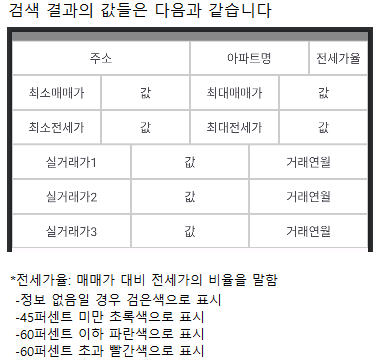 검색 결과의 값들은 다음과 같습니다
주소 아파트명 전세가율
최소매매가 값 최대매매가 값
최소전세가 값 최대전세가 값
실거래가1 값 거래연월
실거래가2 값 거래연월
실거래가3 값 거래연월
*전세가율: 매매가 대비 전세가의 비율을 말함
-정보 없음일 경우 검은색으로 표시
-45퍼센트 미만 초록색으로 표시
-60퍼센트 이하 파란색으로 표시
-60퍼센트 초과 빨간색으로 표시